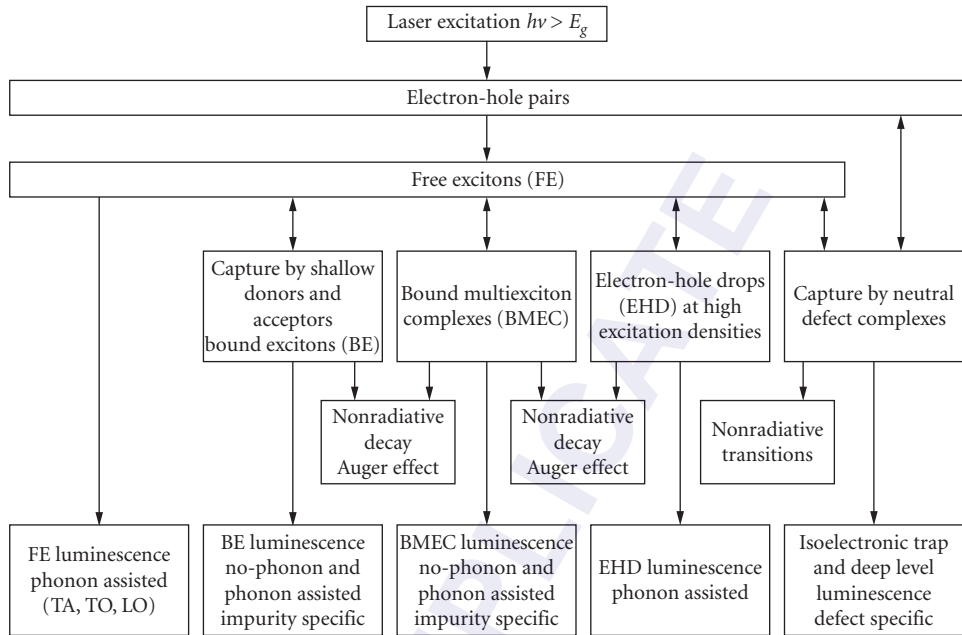 Laser excitation hν > E_g
Electron-hole pairs
Free excitons (FE)
Capture by shallow
donors and
acceptors
bound excitons (BE)
Bound multiexciton
complexes (BMEC)
Electron-hole drops
(EHD) at high
excitation densities
Capture by neutral
defect complexes
Nonradiative
decay
Auger effect
Nonradiative
decay
Auger effect
Nonradiative
transitions
FE luminescence
phonon assisted
(TA, TO, LO)
BE luminescence
no-phonon and
phonon assisted
impurity specific
BMEC luminescence
no-phonon and
phonon assisted
impurity specific
EHD luminescence
phonon assisted
Isoelectronic trap
and deep level
luminescence
defect specific